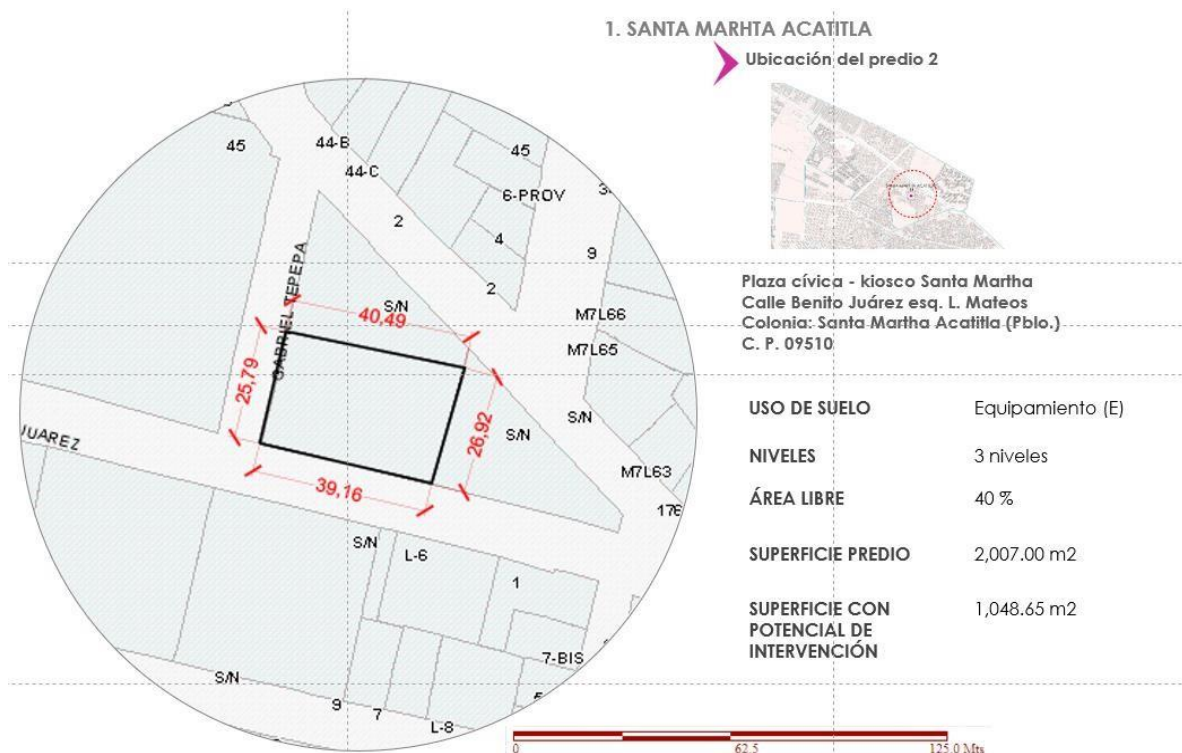 1. SANTA MARHTA ACATITLA
Ubicación del predio 2
45
44-B
44-C
45
6-PROV
2
4
9
2
GABRIEL TEPEPA
S/N
40,49
M7L66
M7L65
25,79
26,92
S/N
S/N
JUAREZ
39,16
M7L63
176
S/N
L-6
1
7-BIS
S/N
9
7
L-8
Plaza cívica - kiosco Santa Martha
Calle Benito Juárez esq. L. Mateos
Colonia: Santa Martha Acatitla (Pblo.)
C. P. 09510
USO DE SUELO Equipamiento (E)
NIVELES 3 niveles
ÁREA LIBRE 40 %
SUPERFICIE PREDIO 2,007.00 m2
SUPERFICIE CON 1,048.65 m2
POTENCIAL DE
INTERVENCIÓN
0 62.5 125.0 Mts